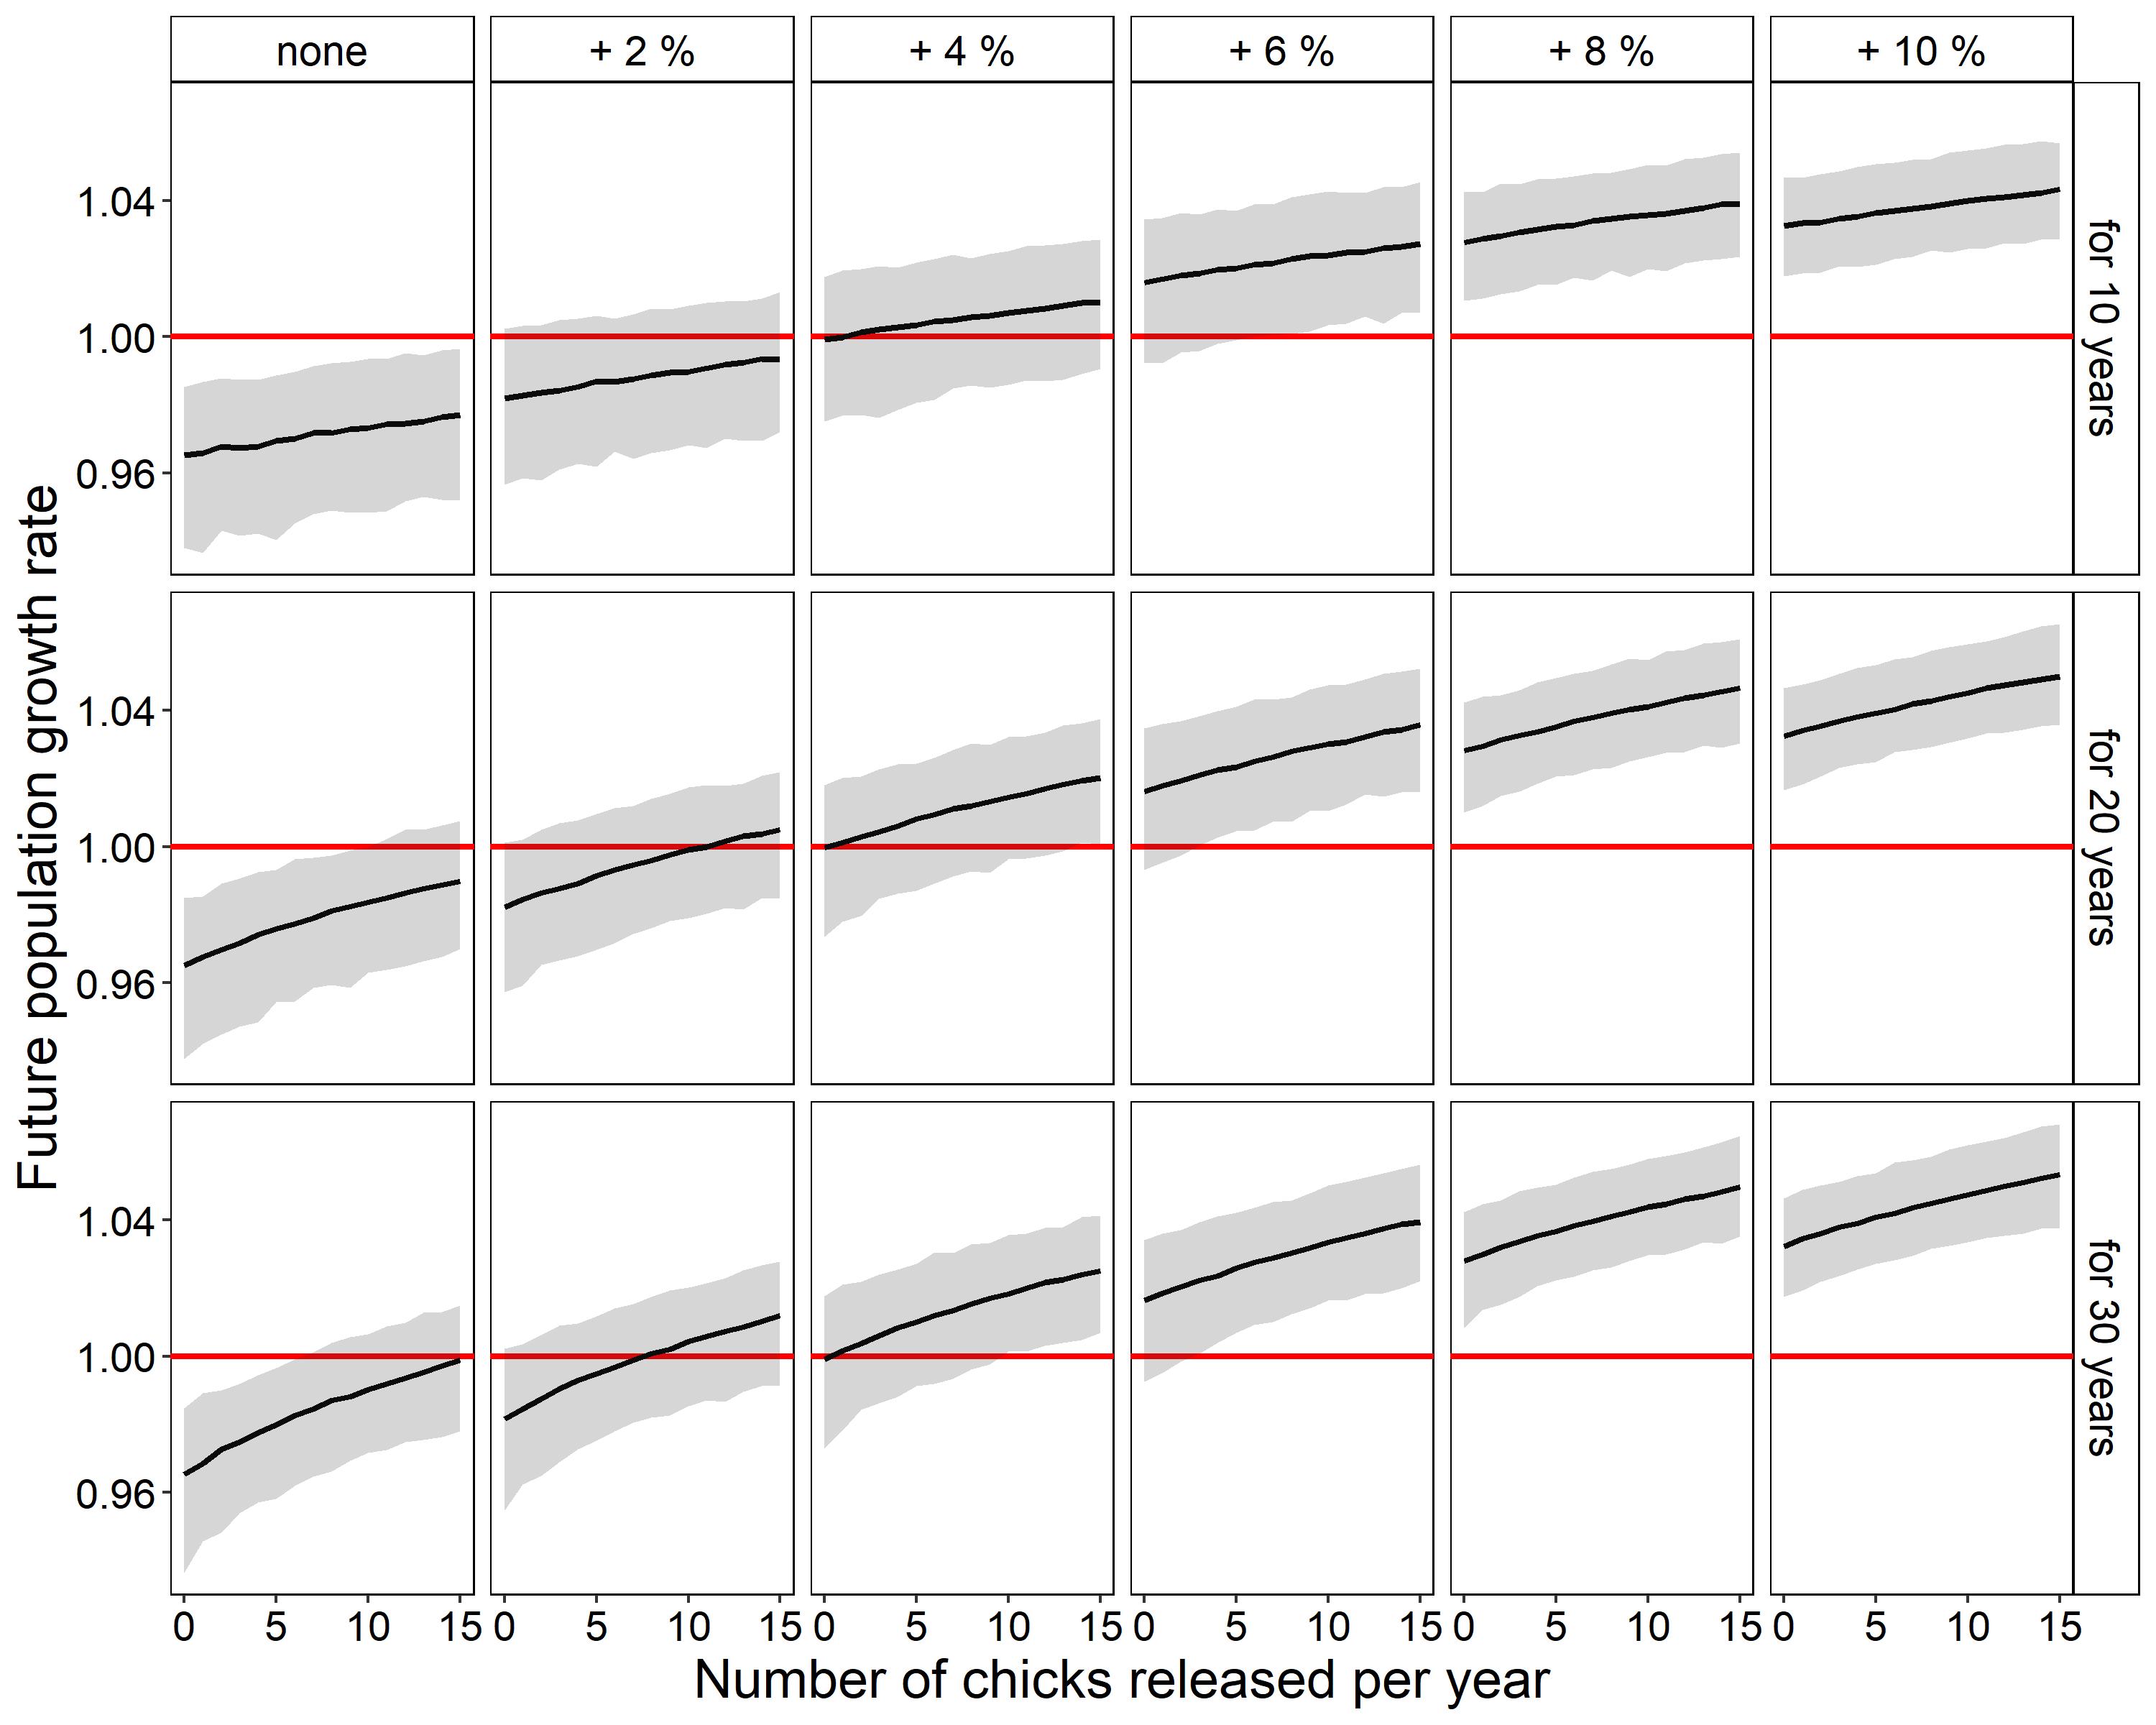 none
+ 2 %
+ 4 %
+ 6 %
+ 8 %
+ 10 %
Future population growth rate
1.04
1.00
0.96
for 10 years
1.04
1.00
0.96
for 20 years
1.04
1.00
0.96
for 30 years
0 5 10 15 0 5 10 15 0 5 10 15 0 5 10 15 0 5 10 15 0 5 10 15
Number of chicks released per year